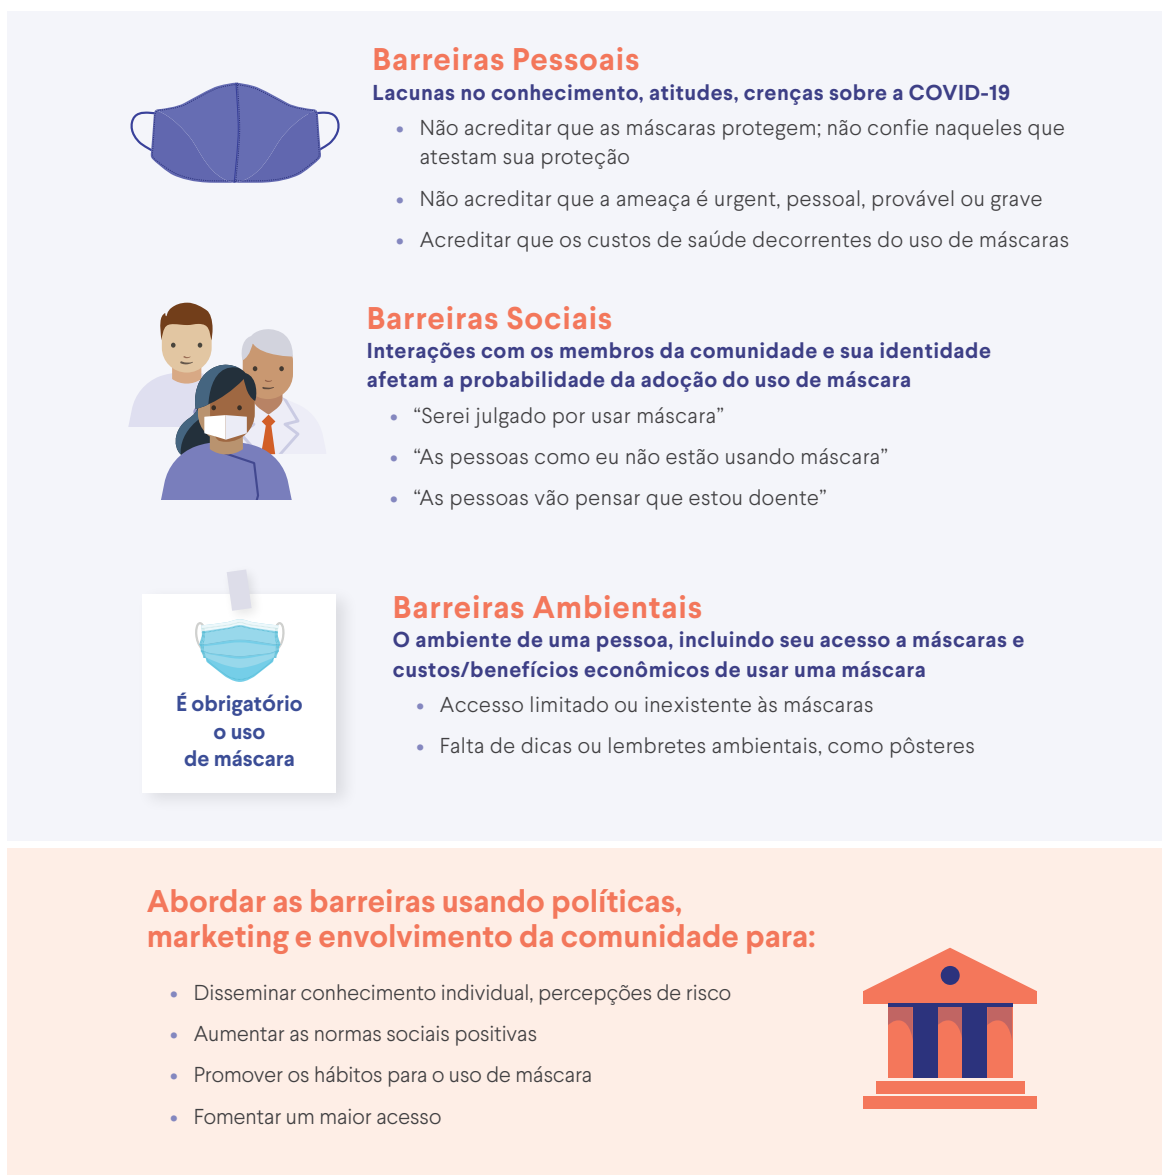 Barreiras Pessoais
Lacunas no conhecimento, atitudes, crenças sobre a COVID-19
• Não acreditar que as máscaras protegem; não confie naqueles que
atestam sua proteção
• Não acreditar que a ameaça é urgent, pessoal, provável ou grave
• Acreditar que os custos de saúde decorrentes do uso de máscaras
Barreiras Sociais
Interações com os membros da comunidade e sua identidade
afetam a probabilidade da adoção do uso de máscara
• “Serei julgado por usar máscara”
• “As pessoas como eu não estão usando máscara”
• “As pessoas vão pensar que estou doente”
É obrigatório
o uso
de máscara
Barreiras Ambientais
O ambiente de uma pessoa, incluindo seu acesso a máscaras e
custos/benefícios econômicos de usar uma máscara
• Accesso limitado ou inexistente às máscaras
• Falta de dicas ou lembretes ambientais, como pôsteres
Abordar as barreiras usando políticas,
marketing e envolvimento da comunidade para:
• Disseminar conhecimento individual, percepções de risco
• Aumentar as normas sociais positivas
• Promover os hábitos para o uso de máscara
• Fomentar um maior acesso